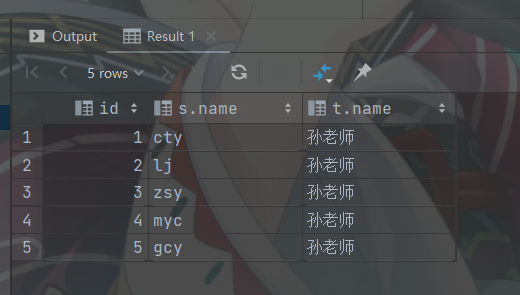 Output Result 1
5 rows
id s.name t.name
1 1 cty 孙老师
2 2 lj 孙老师
3 3 zsy 孙老师
4 4 myc 孙老师
5 5 gcy 孙老师